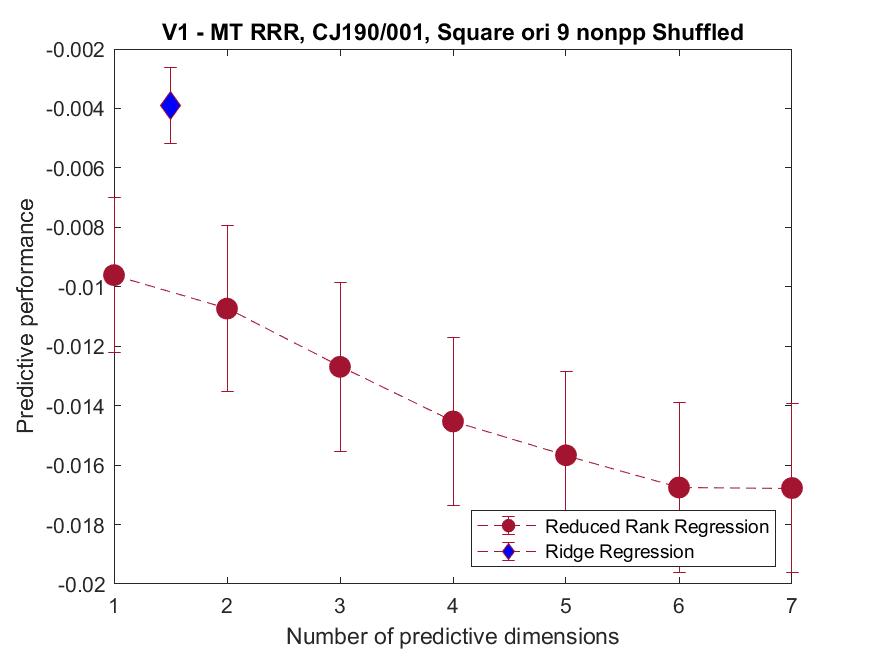 V1 - MT RRR, CJ190/001, Square ori 9 nonpp Shuffled
-0.002
-0.004
-0.006
-0.008
-0.01
-0.012
-0.014
-0.016
-0.018
-0.02
Predictive performance
Reduced Rank Regression
Ridge Regression
1 2 3 4 5 6 7
Number of predictive dimensions